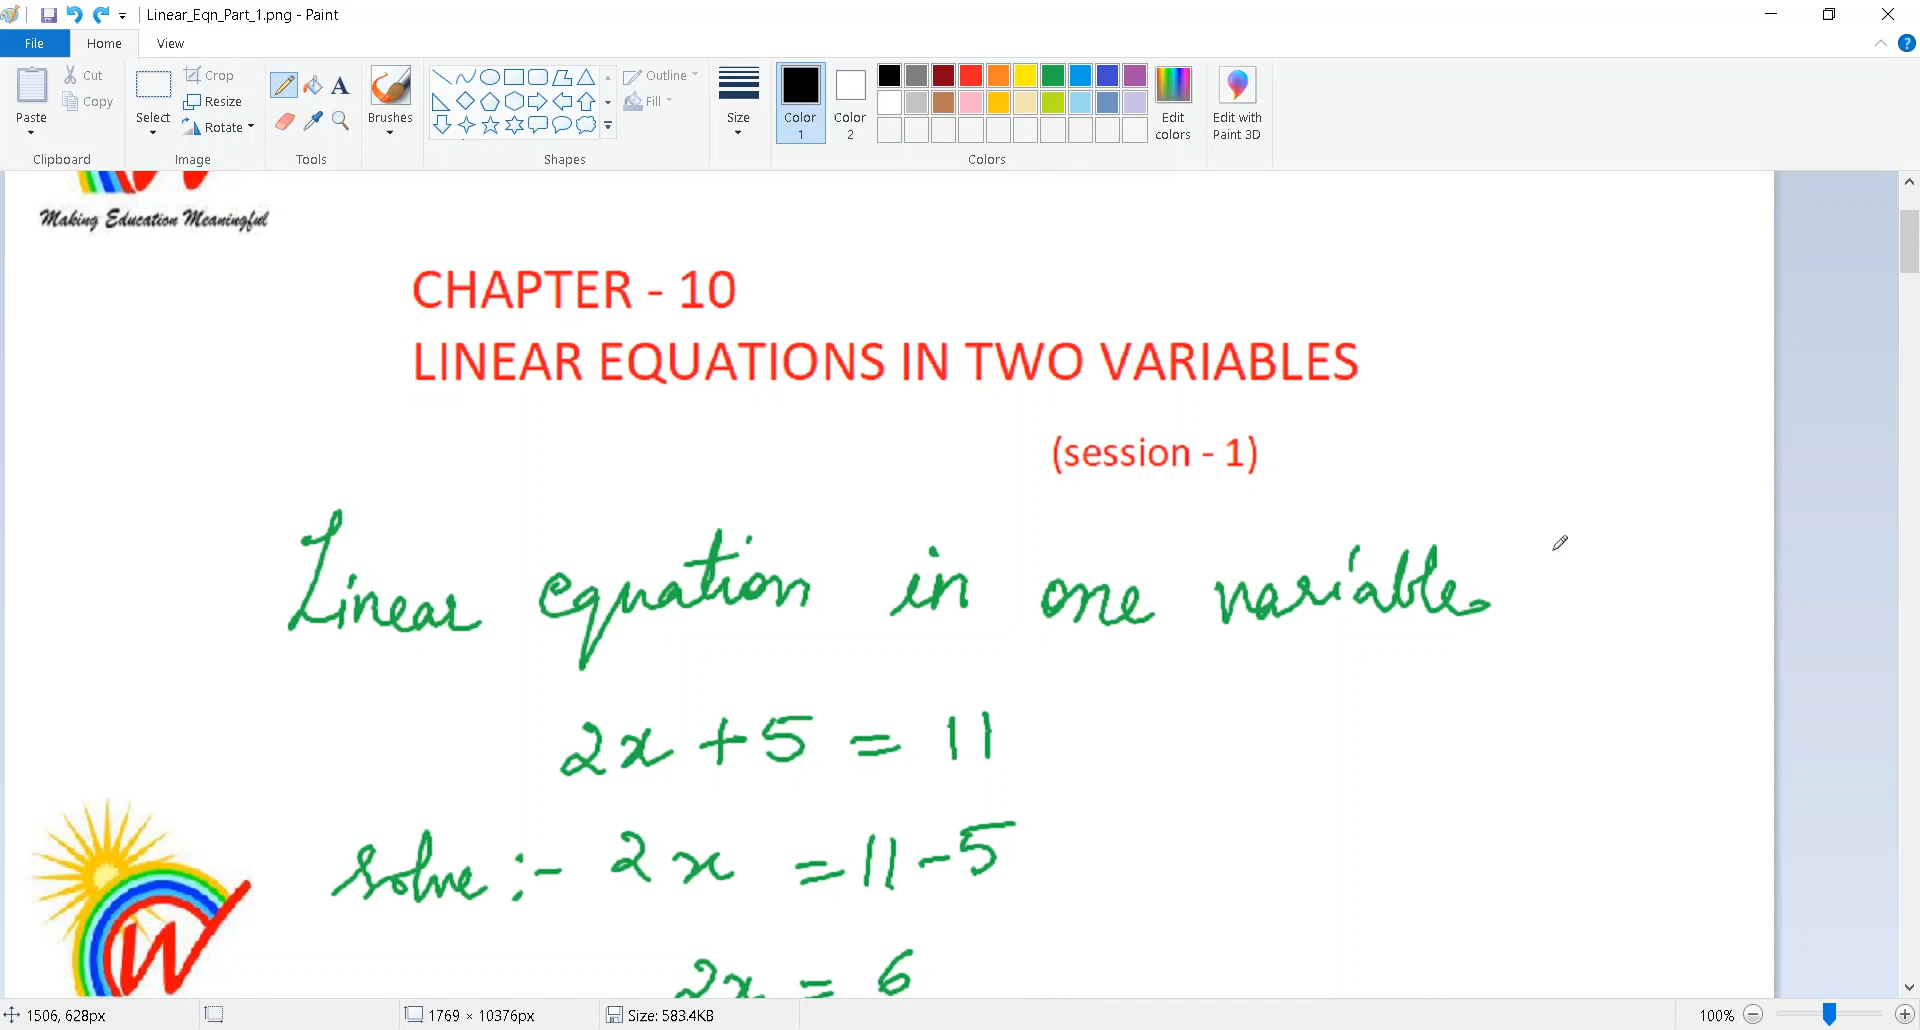 Linear_Eqn_Part_1.png - Paint
File Home View
Paste
Cut
Copy
Clipboard
Select
Crop
Resize
Rotate
Image
A
Tools
Brushes
Outline
Fill
Shapes
Size
Color 1
Color 2
Edit colors
Colors
Edit with Paint 3D
Making Education Meaningful
CHAPTER - 10
LINEAR EQUATIONS IN TWO VARIABLES
(session - 1)
Linear equation in one variable.
2x + 5 = 11
solve :- 2x = 11 - 5
2x = 6
W
1506, 628px
1769 × 10376px
Size: 583.4KB
100%